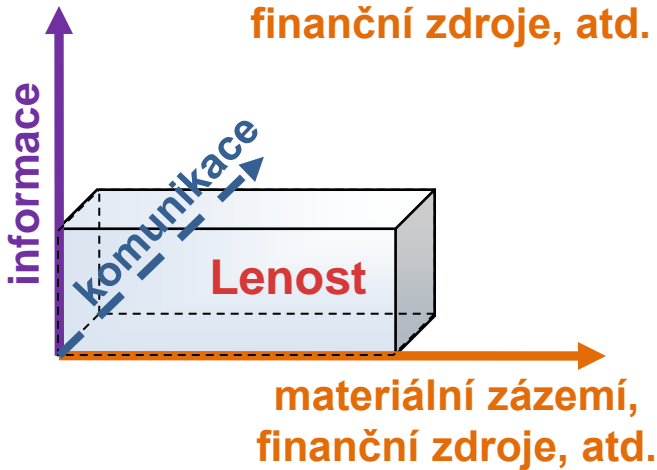 finanční zdroje, atd.
informace
komunikace
Lenost
materiální zázemí,
finanční zdroje, atd.